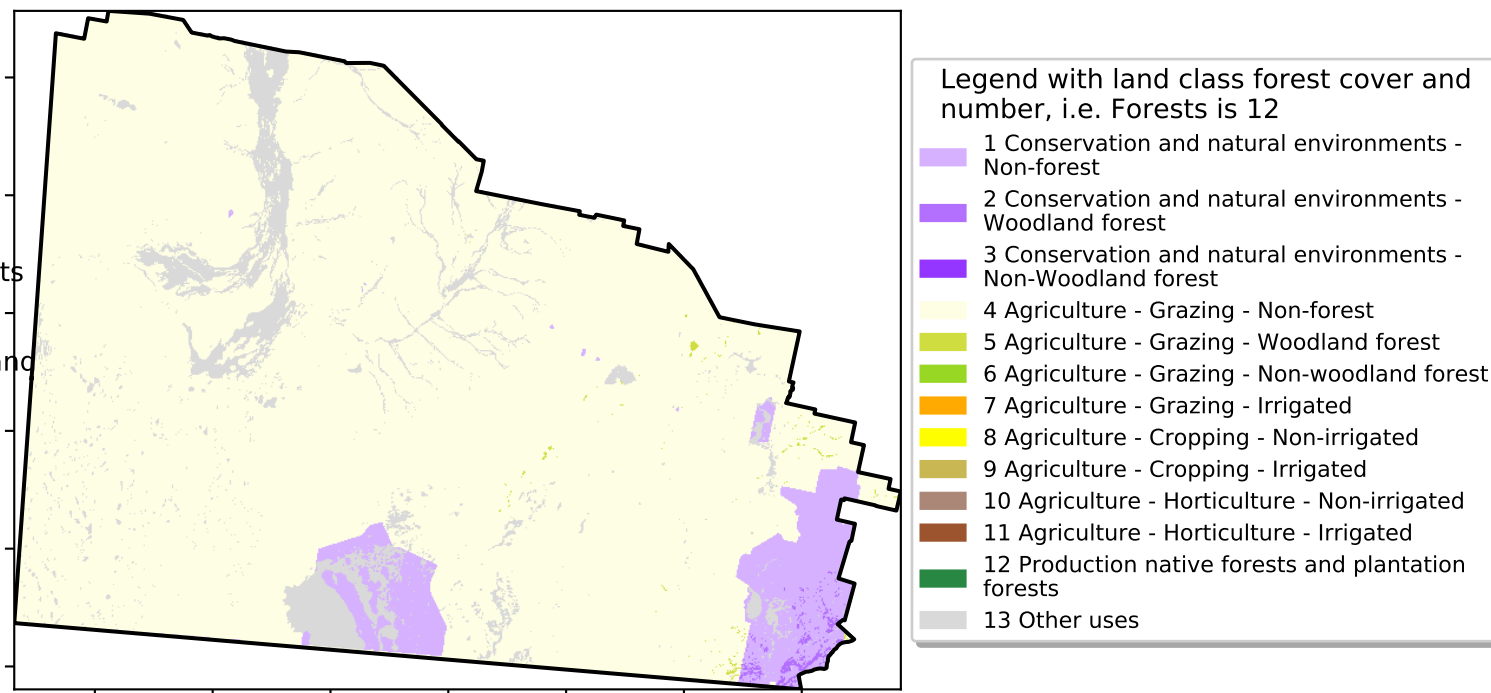 ts
and
Legend with land class forest cover and
number, i.e. Forests is 12
1 Conservation and natural environments -
Non-forest
2 Conservation and natural environments -
Woodland forest
3 Conservation and natural environments -
Non-Woodland forest
4 Agriculture - Grazing - Non-forest
5 Agriculture - Grazing - Woodland forest
6 Agriculture - Grazing - Non-woodland forest
7 Agriculture - Grazing - Irrigated
8 Agriculture - Cropping - Non-irrigated
9 Agriculture - Cropping - Irrigated
10 Agriculture - Horticulture - Non-irrigated
11 Agriculture - Horticulture - Irrigated
12 Production native forests and plantation
forests
13 Other uses